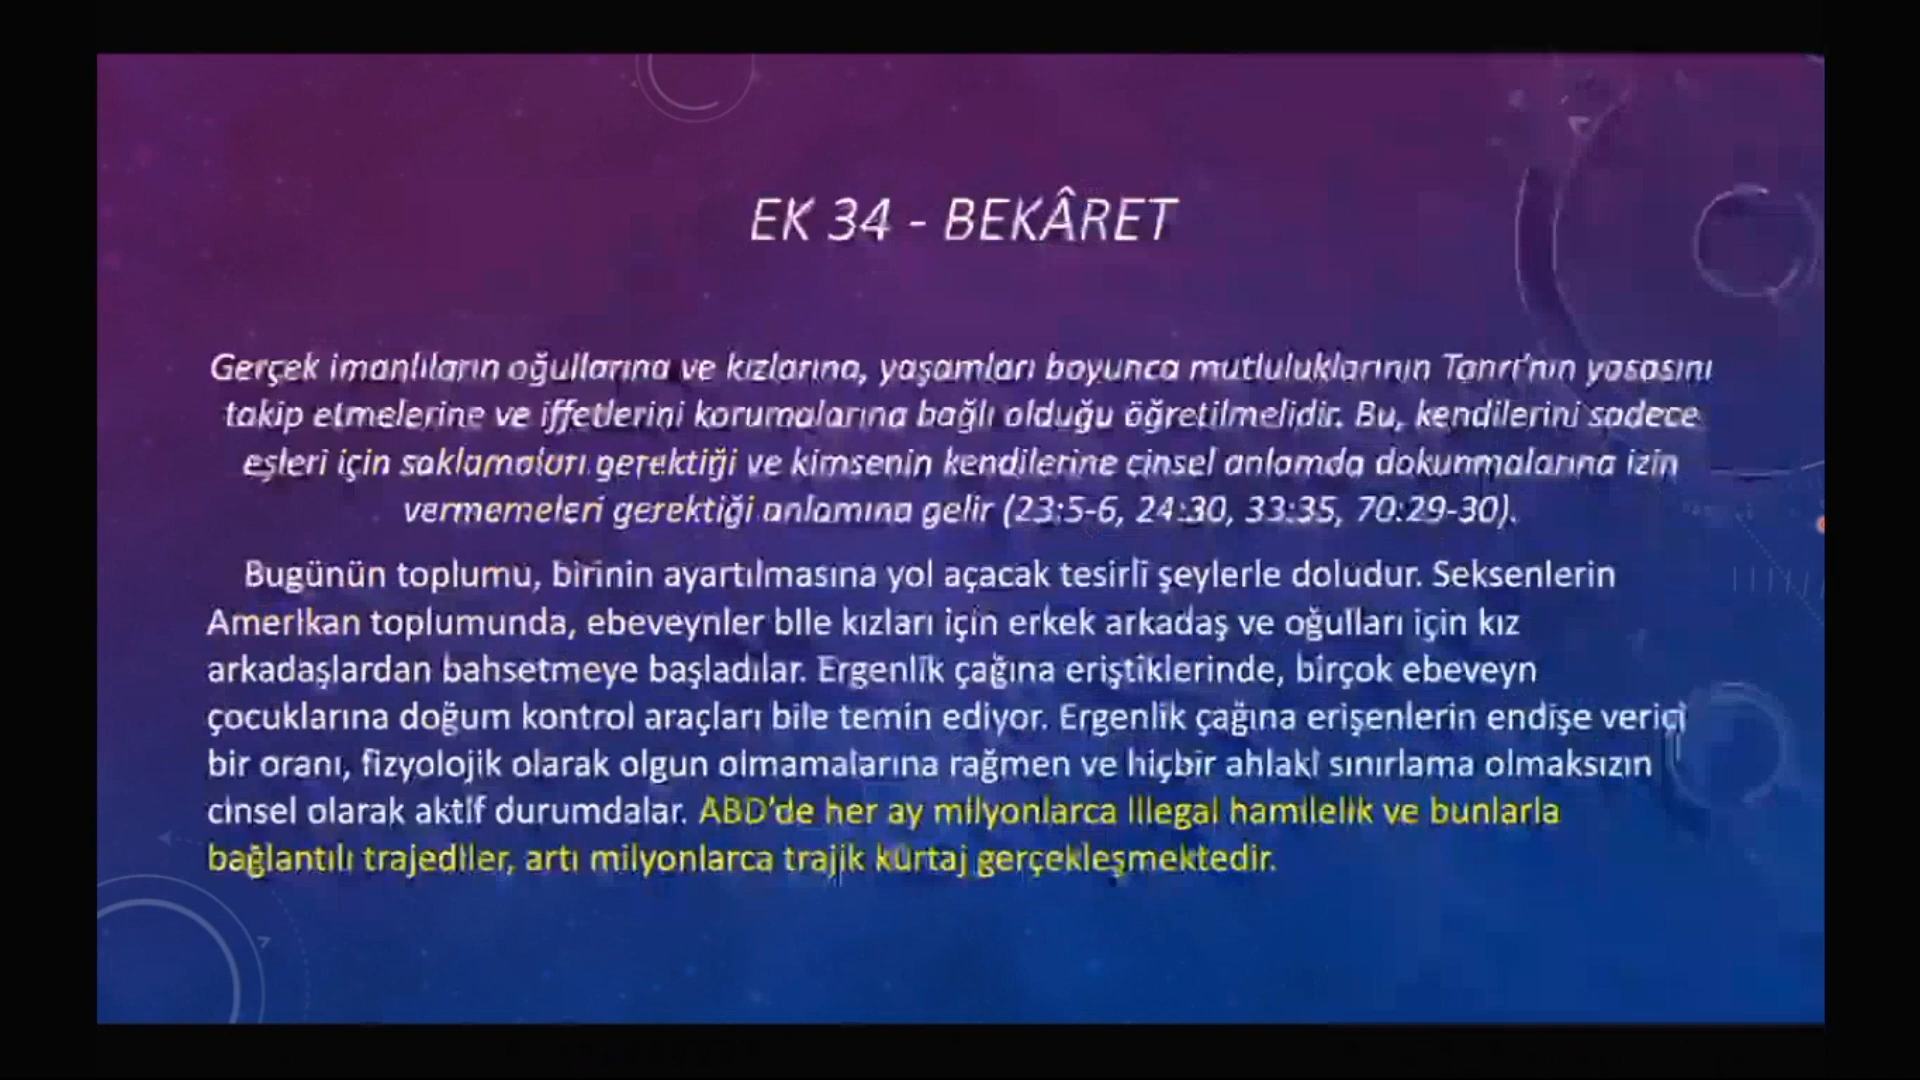 EK 34 - BEKÂRET
Gerçek imanlıların oğullarına ve kızlarına, yaşamları boyunca mutluluklarının Tanrı'nın yasasını
takip etmelerine ve iffetlerini korumalarına bağlı olduğu öğretilmelidir. Bu, kendilerini sadece
eşleri için saklamaları gerektiği ve kimsenin kendilerine cinsel anlamda dokunmalarına izin
vermemeleri gerektiği anlamına gelir (23:5-6, 24:30, 33:35, 70:29-30).
Bugünün toplumu, birinin ayartılmasına yol açacak tesirli şeylerle doludur. Seksenlerin
Amerikan toplumunda, ebeveynler bile kızları için erkek arkadaş ve oğulları için kız
arkadaşlardan bahsetmeye başladılar. Ergenlik çağına eriştiklerinde, birçok ebeveyn
çocuklarına doğum kontrol araçları bile temin ediyor. Ergenlik çağına erişenlerin endişe verici
bir oranı, fizyolojik olarak olgun olmamalarına rağmen ve hiçbir ahlaki sınırlama olmaksızın
cinsel olarak aktif durumdalar. ABD'de her ay milyonlarca illegal hamilelik ve bunlarla
bağlantılı trajediler, artı milyonlarca trajik kürtaj gerçekleşmektedir.